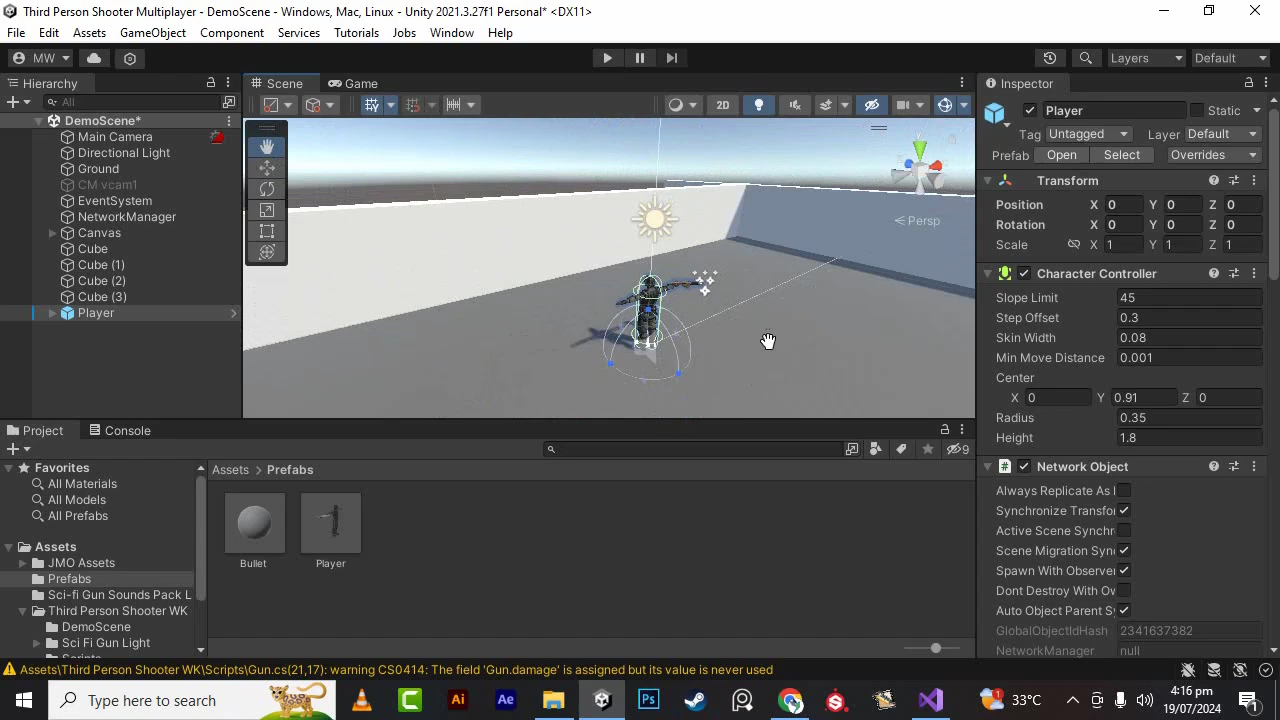 Third Person Shooter Multiplayer - DemoScene - Windows, Mac, Linux - Unity 2021.3.27f1 Personal* <DX11>
File Edit Assets GameObject Component Services Tutorials Jobs Window Help
MW Layers Default
Hierarchy Scene Game Inspector
All 2D Player Static
DemoScene*
Tag Untagged Layer Default
Main Camera
Prefab Open Select Overrides
Directional Light
Ground
Transform
CM vcam1
Position X 0 Y 0 Z 0
EventSystem
Rotation X 0 Y 0 Z 0
NetworkManager
Persp
Scale X 1 Y 1 Z 1
Canvas
Cube
Character Controller
Cube (1)
Slope Limit 45
Cube (2)
Step Offset 0.3
Cube (3)
Skin Width 0.08
Player
Min Move Distance 0.001
Center
X 0 Y 0.91 Z 0
Radius 0.35
Height 1.8
Project Console
9
Network Object
Favorites
Assets > Prefabs
All Materials
Always Replicate As
All Models
Synchronize Transfor
All Prefabs
Active Scene Synchr
Scene Migration Syn
Assets
Spawn With Observer
JMO Assets
Bullet Player
Prefabs
Dont Destroy With Ow
Sci-fi Gun Sounds Pack L
Auto Object Parent Sy
Third Person Shooter WK
GlobalObjectIdHash 2341637382
DemoScene
Sci Fi Gun Light
NetworkManager null
Scripts
Assets\Third Person Shooter WK\Scripts\Gun.cs(21,17): warning CS0414: The field 'Gun.damage' is assigned but its value is never used
Type here to search
Ai Ae Ps
1 33°C
4:16 pm
19/07/2024